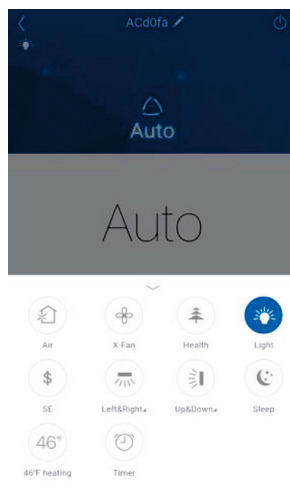 ACd0fa
Auto
Auto
Air X-Fan Health Light
$
SE Left&Right Up&Down Sleep
46°F
46°F heating Timer